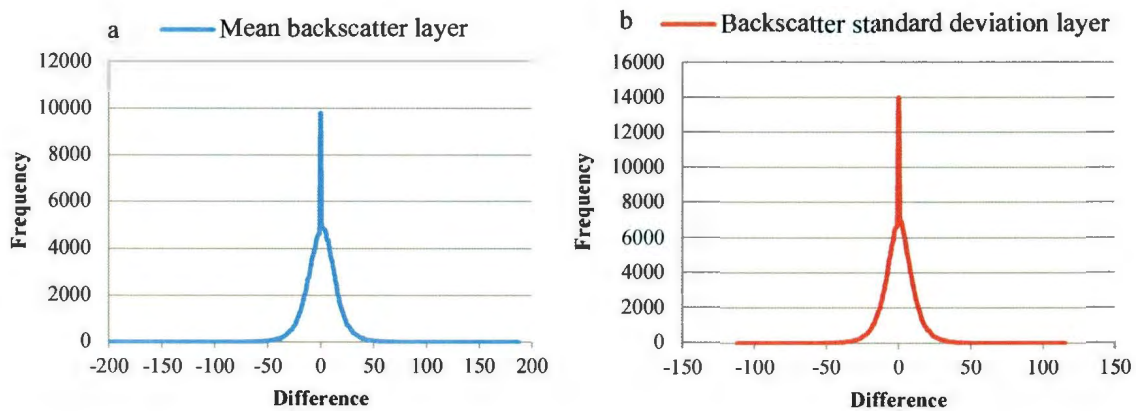 a Mean backscatter layer
12000
10000
8000
6000
4000
2000
0
Frequency
-200 -150 -100 -50 0 50 100 150 200
Difference
b Backscatter standard deviation layer
16000
14000
12000
10000
8000
6000
4000
2000
0
Frequency
-150 -100 -50 0 50 100 150
Difference